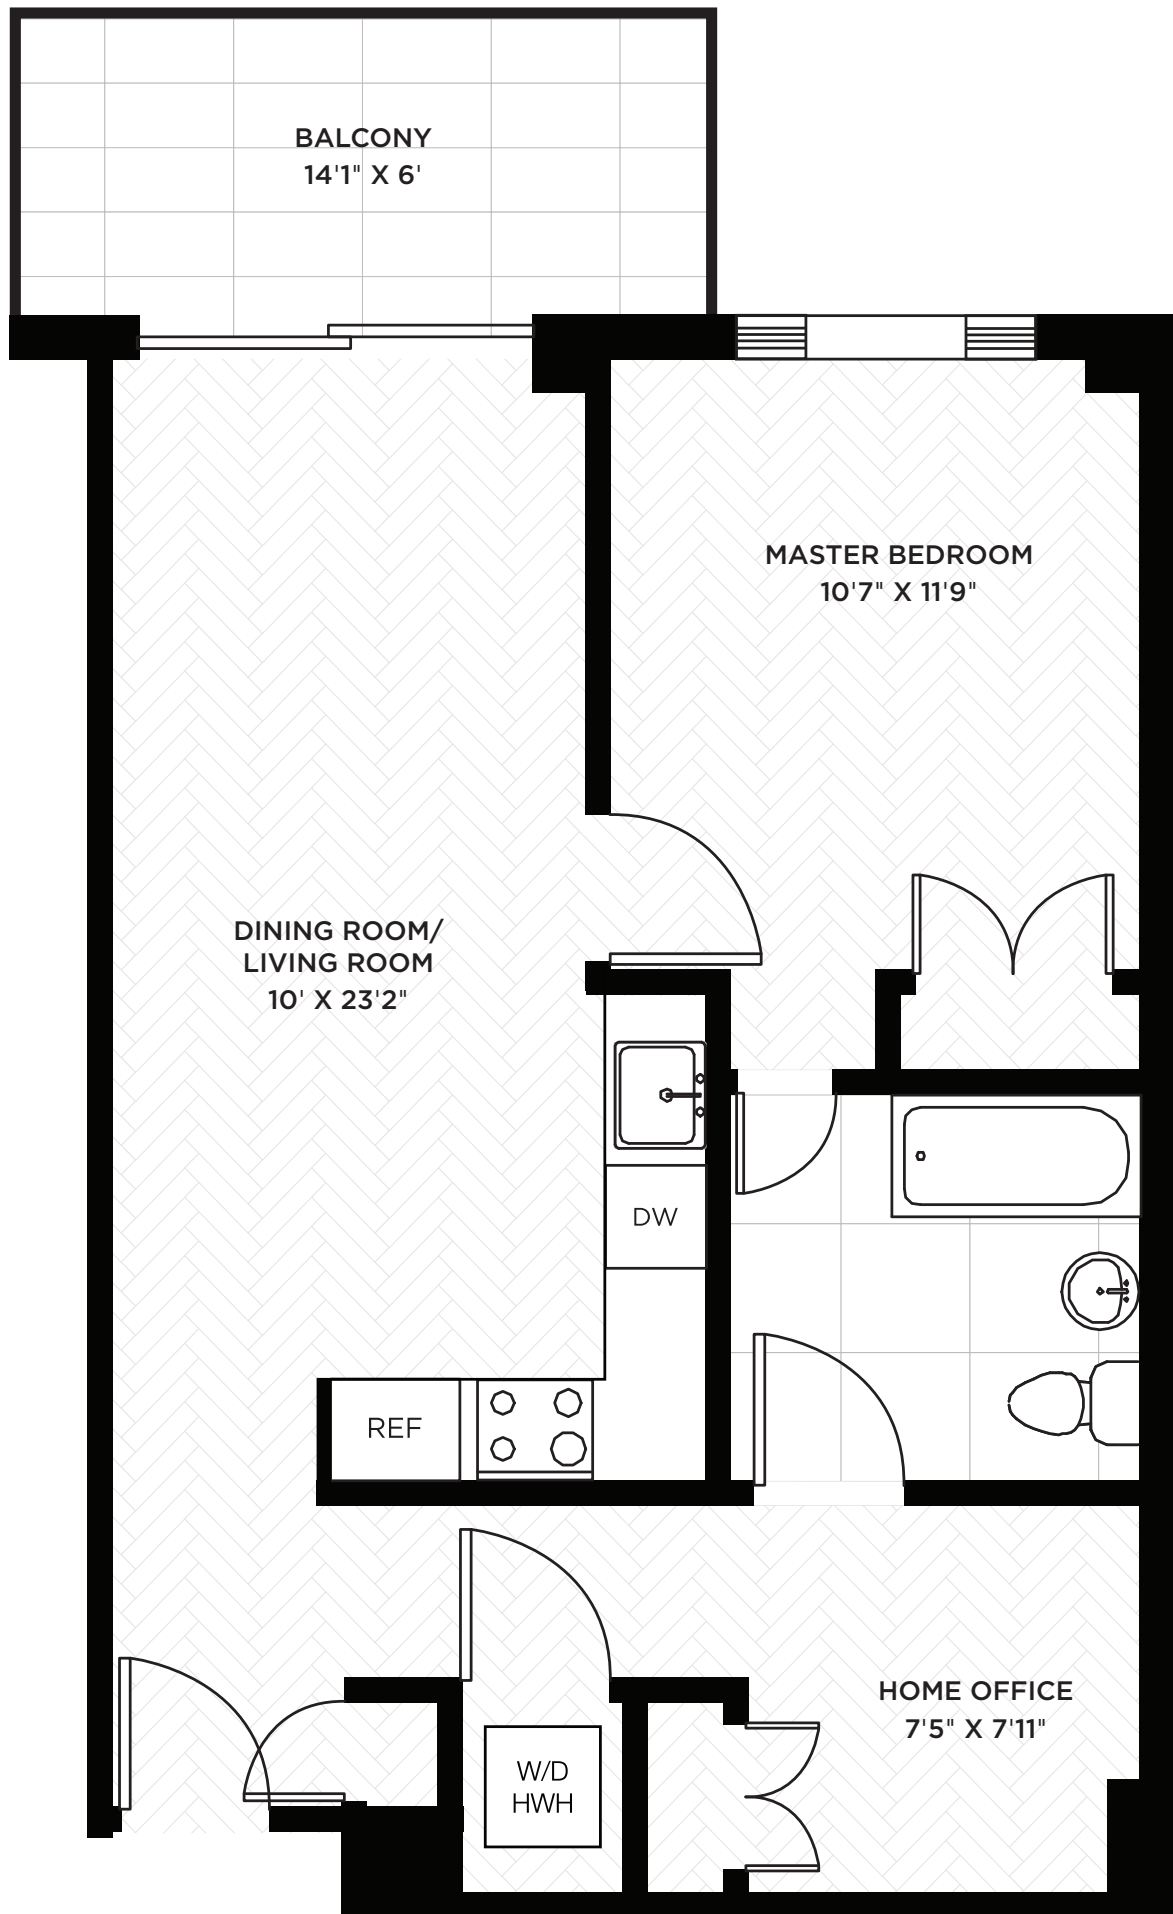 BALCONY
14'1" X 6'
MASTER BEDROOM
10'7" X 11'9"
DINING ROOM/
LIVING ROOM
10' X 23'2"
DW
REF
HOME OFFICE
7'5" X 7'11"
W/D
HWH